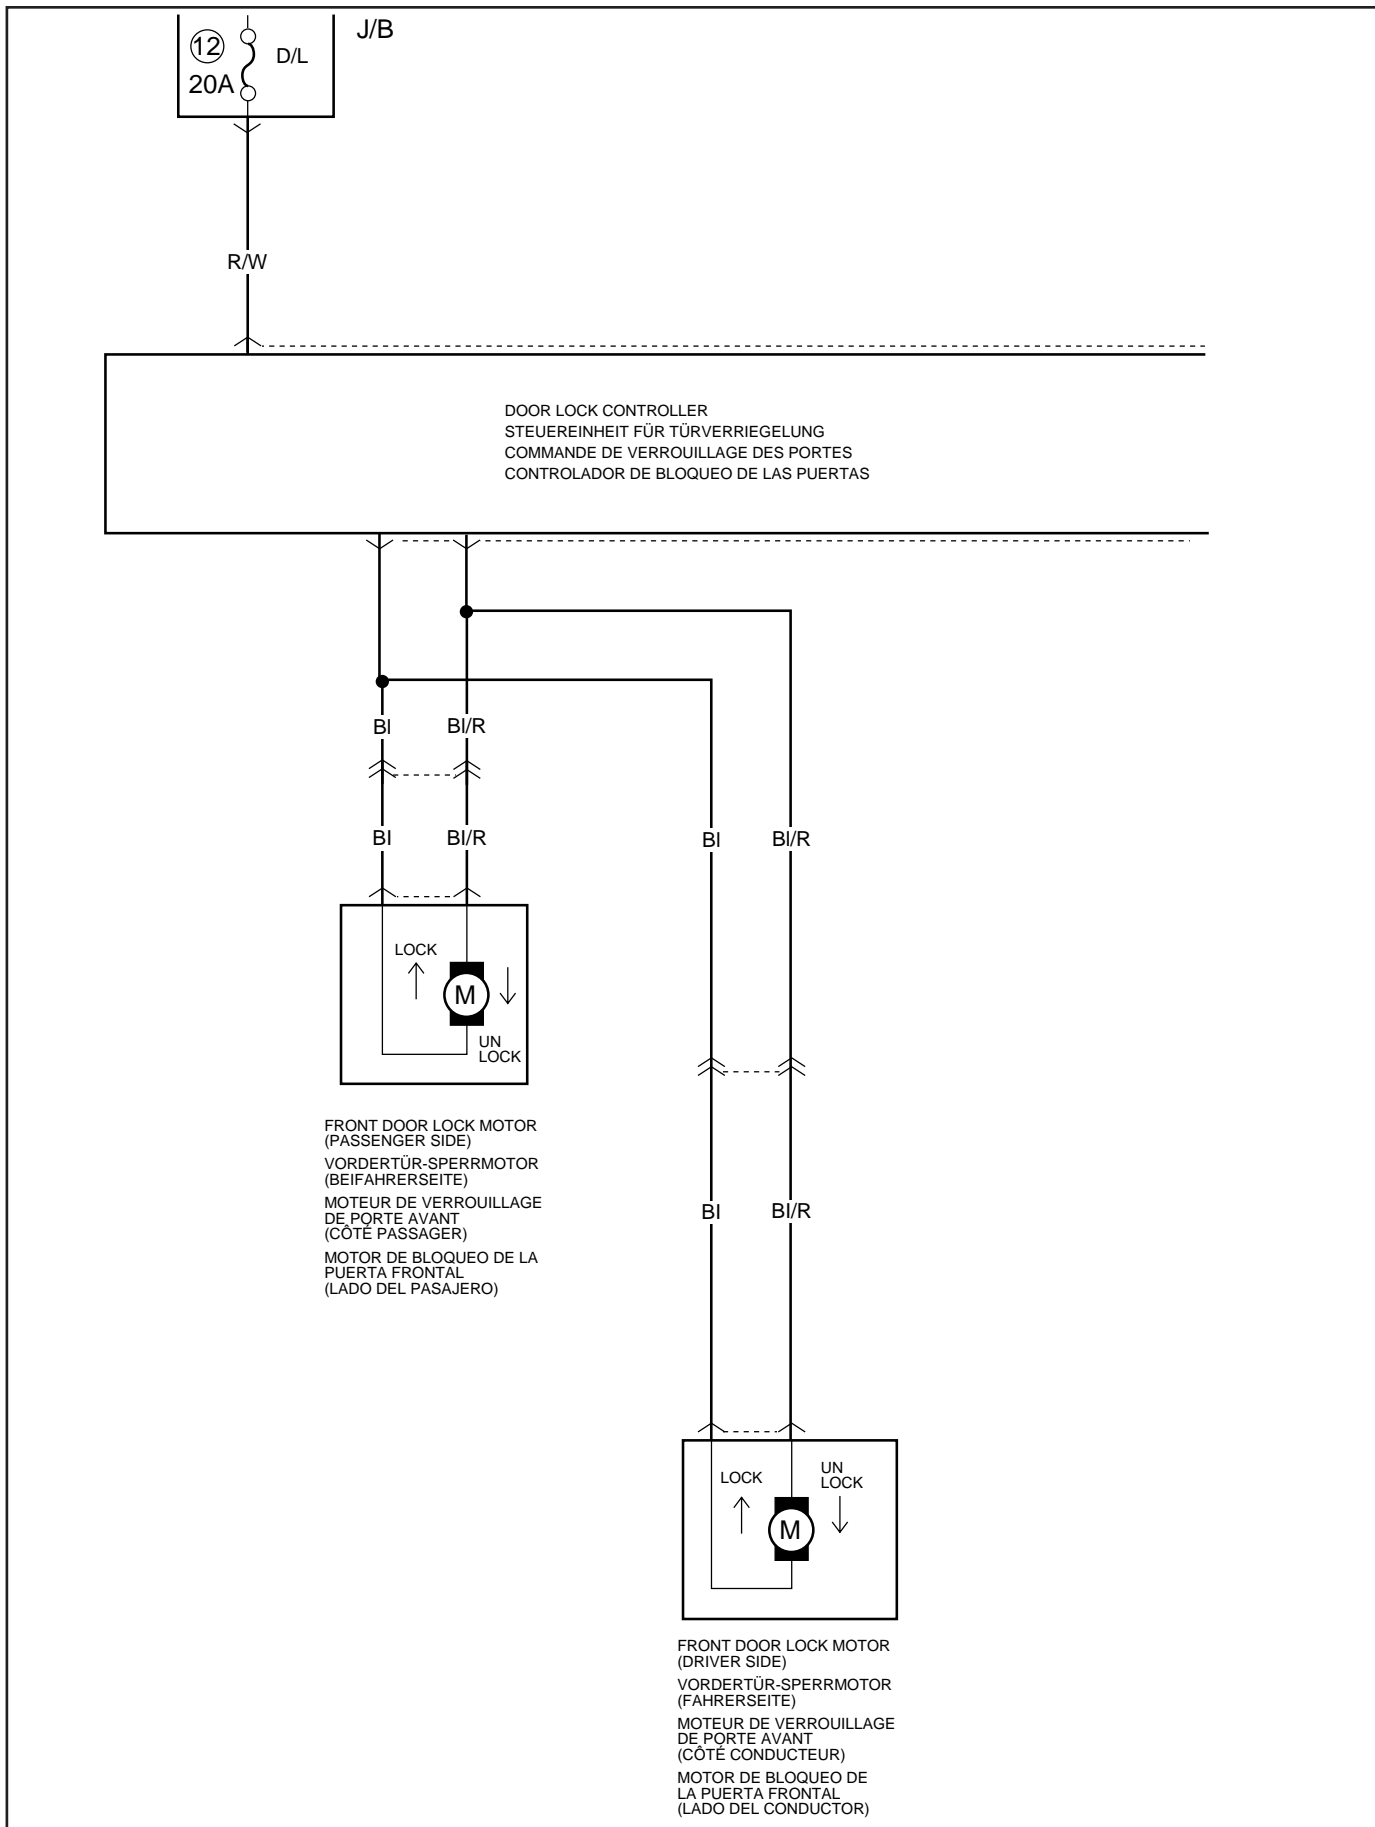 J/B
12
D/L
20A
R/W
DOOR LOCK CONTROLLER
STEUEREINHEIT FÜR TÜRVERRIEGELUNG
COMMANDE DE VERROUILLAGE DES PORTES
CONTROLADOR DE BLOQUEO DE LAS PUERTAS
Bl
Bl/R
Bl
Bl/R
Bl
Bl/R
LOCK
M
UN
LOCK
FRONT DOOR LOCK MOTOR
(PASSENGER SIDE)
VORDERTÜR-SPERRMOTOR
(BEIFAHRERSEITE)
MOTEUR DE VERROUILLAGE
DE PORTE AVANT
(CÔTÉ PASSAGER)
MOTOR DE BLOQUEO DE LA
PUERTA FRONTAL
(LADO DEL PASAJERO)
Bl
Bl/R
LOCK
UN
LOCK
M
FRONT DOOR LOCK MOTOR
(DRIVER SIDE)
VORDERTÜR-SPERRMOTOR
(FAHRERSEITE)
MOTEUR DE VERROUILLAGE
DE PORTE AVANT
(CÔTÉ CONDUCTEUR)
MOTOR DE BLOQUEO DE
LA PUERTA FRONTAL
(LADO DEL CONDUCTOR)